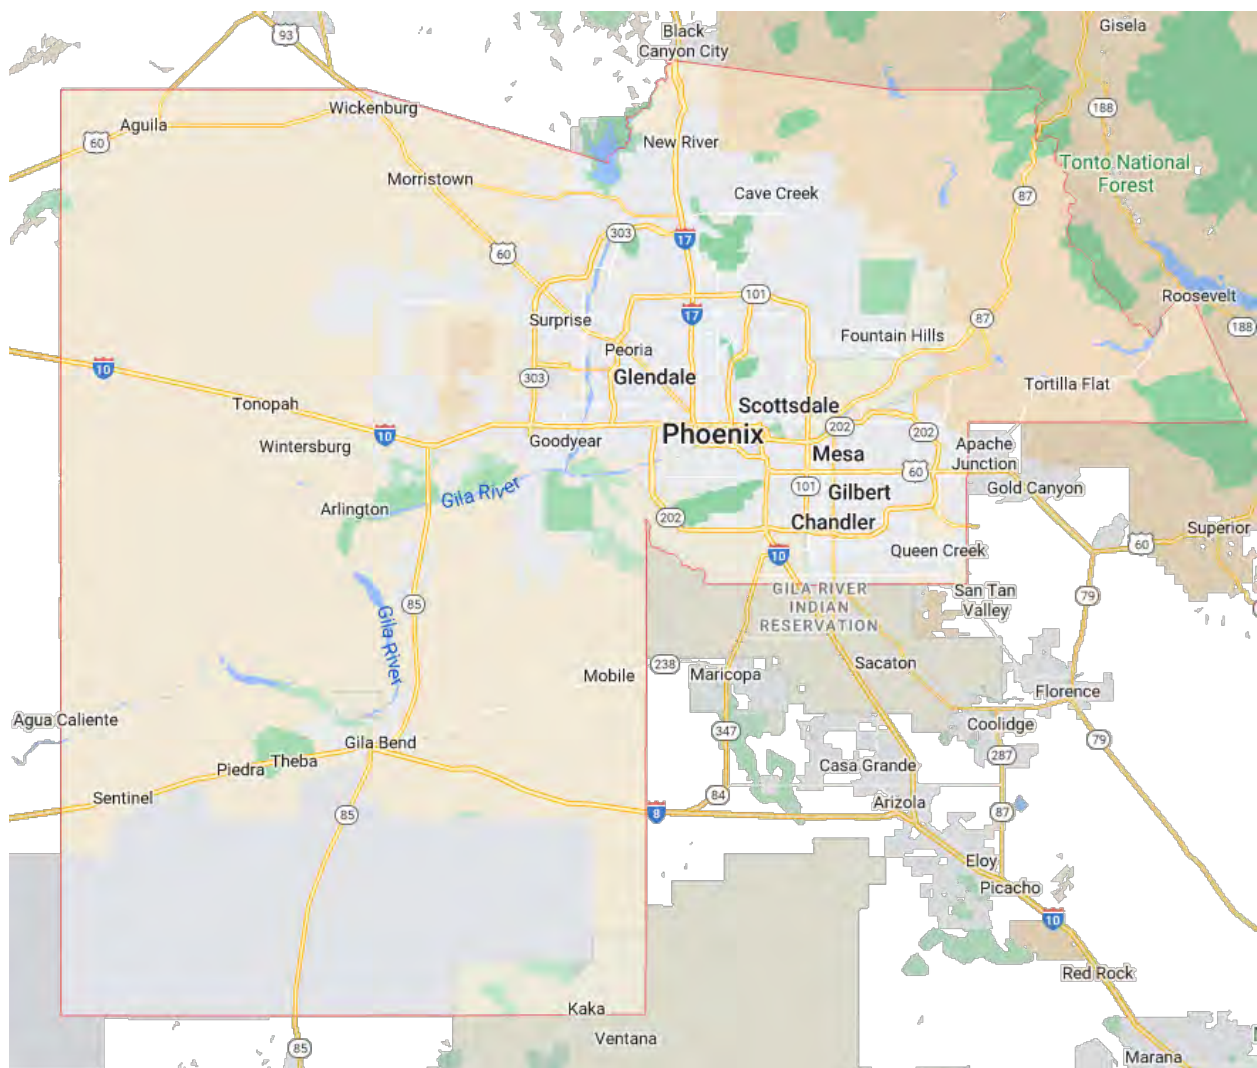 Gisela
Black
Canyon City
93
188
Wickenburg
Aguila
60
New River
Tonto National
Forest
Morristown
Cave Creek
87
303
17
60
101
Roosevelt
17
Surprise
87
188
Fountain Hills
Peoria
10
303
Glendale
Tortilla Flat
Tonopah
Scottsdale
202
202
10
Phoenix
Goodyear
Wintersburg
Apache
Junction
Mesa
60
101
Gold Canyon
Gila River
Gilbert
Arlington
202
Chandler
Superior
10
Queen Creek
60
GILA RIVER
INDIAN
RESERVATION
San Tan
Valley
79
85
Gila River
Sacaton
238
Mobile
Maricopa
Florence
Agua Caliente
Coolidge
347
79
Gila Bend
287
Theba
Piedra
Casa Grande
Sentinel
84
Arizola
85
8
87
Eloy
Picacho
10
Red Rock
Kaka
Ventana
85
Marana